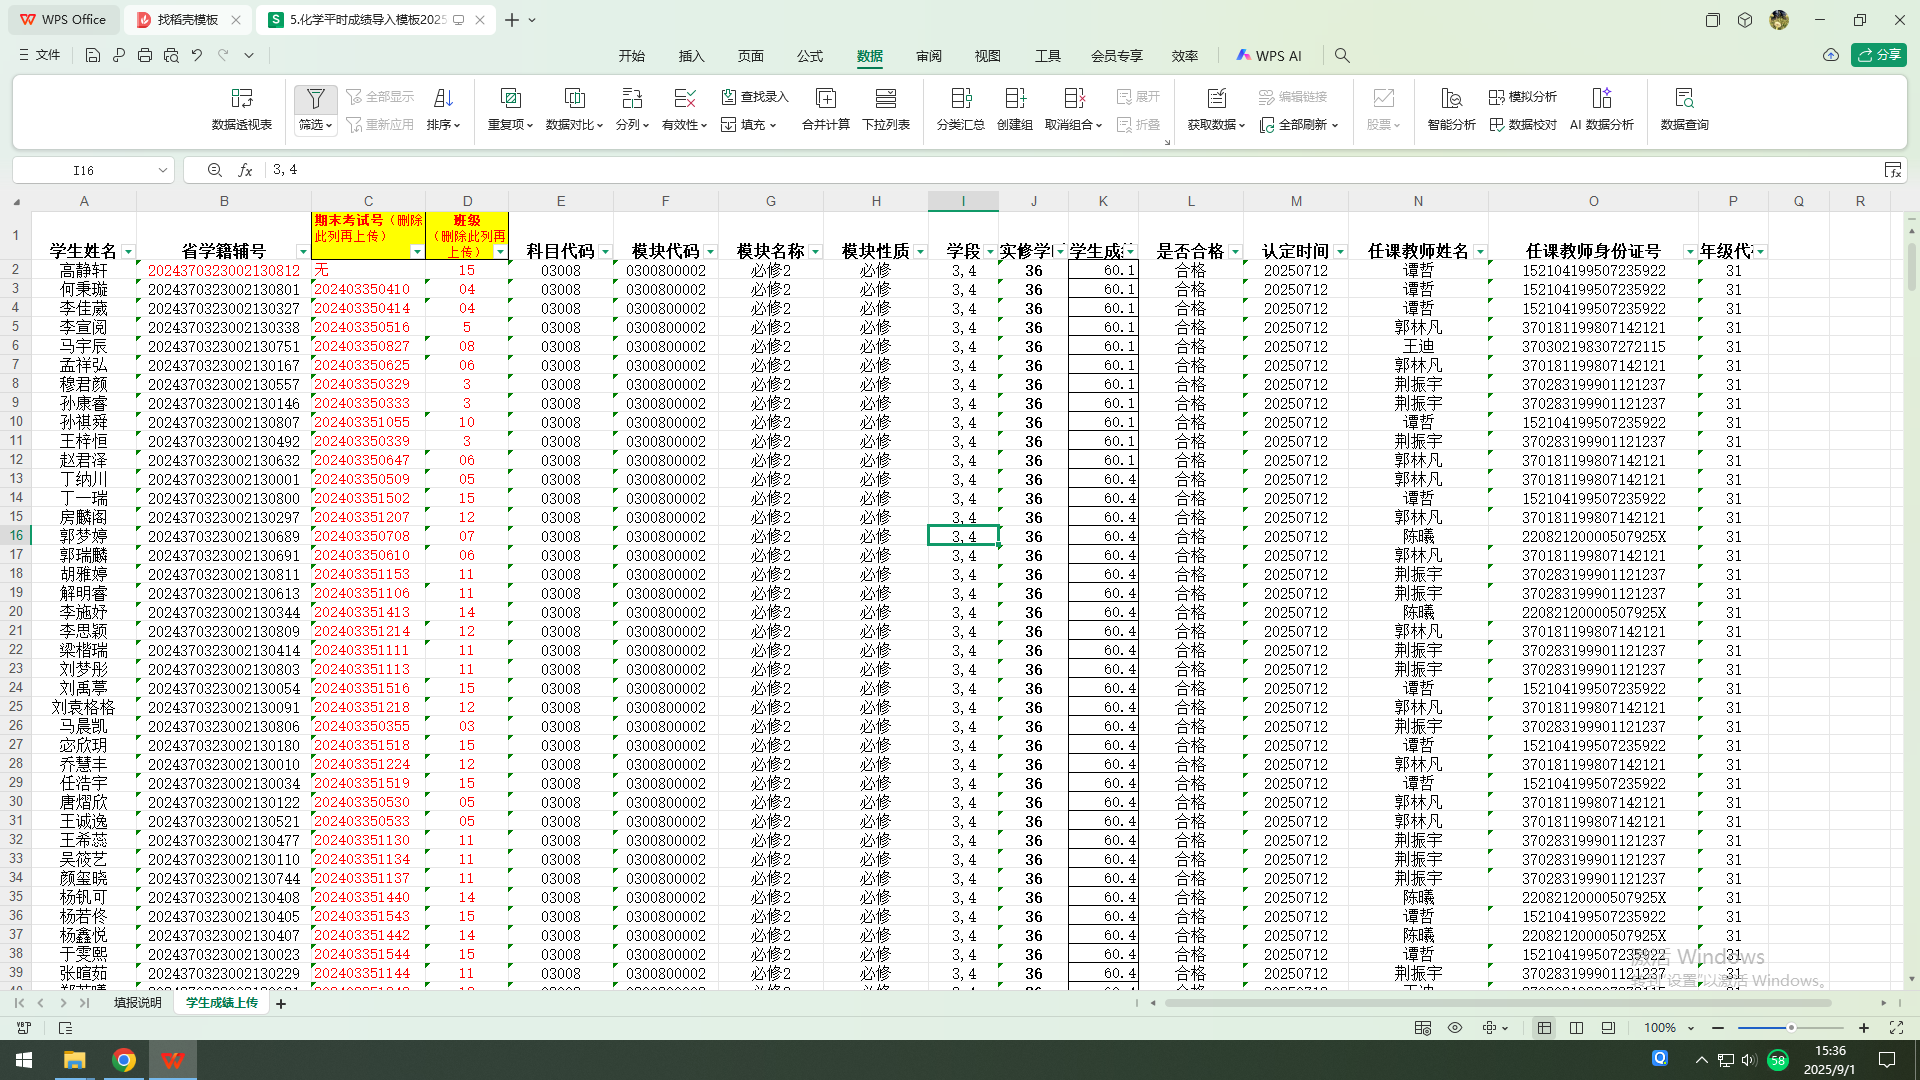 WPS Office 找稻壳模板 5.化学平时成绩导入模板2025
文件 开始 插入 页面 公式 数据 审阅 视图 工具 会员专享 效率 WPS AI 分享
数据透视表 筛选 全部显示 重新应用 排序 重复项 数据对比 分列 有效性 查找录入 填充 合并计算 下拉列表 分类汇总 创建组 取消组合 展开 折叠 获取数据 编辑链接 全部刷新 股票 智能分析 模拟分析 数据校对 AI 数据分析 数据查询
I16 fx 3,4
A B C D E F G H I J K L M N O P Q R
1 学生姓名 省学籍辅号 期末考试号（删除此列再上传） 班级（删除此列再上传） 科目代码 模块代码 模块名称 模块性质 学段 实修学 学生成 是否合格 认定时间 任课教师姓名 任课教师身份证号 年级代
2 高静轩 2024370323002130812 无 15 03008 0300800002 必修2 必修 3,4 36 60.1 合格 20250712 谭哲 152104199507235922 31
3 何秉璇 2024370323002130801 202403350410 04 03008 0300800002 必修2 必修 3,4 36 60.1 合格 20250712 谭哲 152104199507235922 31
4 李佳葳 2024370323002130327 202403350414 04 03008 0300800002 必修2 必修 3,4 36 60.1 合格 20250712 谭哲 152104199507235922 31
5 李宣阅 2024370323002130338 202403350516 5 03008 0300800002 必修2 必修 3,4 36 60.1 合格 20250712 郭林凡 370181199807142121 31
6 马宇辰 2024370323002130751 202403350827 08 03008 0300800002 必修2 必修 3,4 36 60.1 合格 20250712 王迪 370302198307272115 31
7 孟祥弘 2024370323002130167 202403350625 06 03008 0300800002 必修2 必修 3,4 36 60.1 合格 20250712 郭林凡 370181199807142121 31
8 穆君颜 2024370323002130557 202403350329 3 03008 0300800002 必修2 必修 3,4 36 60.1 合格 20250712 荆振宇 370283199901121237 31
9 孙康睿 2024370323002130146 202403350333 3 03008 0300800002 必修2 必修 3,4 36 60.1 合格 20250712 荆振宇 370283199901121237 31
10 孙祺舜 2024370323002130807 202403351055 10 03008 0300800002 必修2 必修 3,4 36 60.1 合格 20250712 谭哲 152104199507235922 31
11 王梓恒 2024370323002130492 202403350339 3 03008 0300800002 必修2 必修 3,4 36 60.1 合格 20250712 荆振宇 370283199901121237 31
12 赵君泽 2024370323002130632 202403350647 06 03008 0300800002 必修2 必修 3,4 36 60.1 合格 20250712 郭林凡 370181199807142121 31
13 丁纳川 2024370323002130001 202403350509 05 03008 0300800002 必修2 必修 3,4 36 60.4 合格 20250712 郭林凡 370181199807142121 31
14 丁一瑞 2024370323002130800 202403351502 15 03008 0300800002 必修2 必修 3,4 36 60.4 合格 20250712 谭哲 152104199507235922 31
15 房麟阁 2024370323002130297 202403351207 12 03008 0300800002 必修2 必修 3,4 36 60.4 合格 20250712 郭林凡 370181199807142121 31
16 郭梦婷 2024370323002130689 202403350708 07 03008 0300800002 必修2 必修 3,4 36 60.4 合格 20250712 陈曦 22082120000507925X 31
17 郭瑞麟 2024370323002130691 202403350610 06 03008 0300800002 必修2 必修 3,4 36 60.4 合格 20250712 郭林凡 370181199807142121 31
18 胡雅婷 2024370323002130811 202403351153 11 03008 0300800002 必修2 必修 3,4 36 60.4 合格 20250712 荆振宇 370283199901121237 31
19 解明睿 2024370323002130613 202403351106 11 03008 0300800002 必修2 必修 3,4 36 60.4 合格 20250712 荆振宇 370283199901121237 31
20 李施妤 2024370323002130344 202403351413 14 03008 0300800002 必修2 必修 3,4 36 60.4 合格 20250712 陈曦 22082120000507925X 31
21 李思颖 2024370323002130809 202403351214 12 03008 0300800002 必修2 必修 3,4 36 60.4 合格 20250712 郭林凡 370181199807142121 31
22 梁楷瑞 2024370323002130414 202403351111 11 03008 0300800002 必修2 必修 3,4 36 60.4 合格 20250712 荆振宇 370283199901121237 31
23 刘梦彤 2024370323002130803 202403351113 11 03008 0300800002 必修2 必修 3,4 36 60.4 合格 20250712 荆振宇 370283199901121237 31
24 刘禹葶 2024370323002130054 202403351516 15 03008 0300800002 必修2 必修 3,4 36 60.4 合格 20250712 谭哲 152104199507235922 31
25 刘袁格格 2024370323002130091 202403351218 12 03008 0300800002 必修2 必修 3,4 36 60.4 合格 20250712 郭林凡 370181199807142121 31
26 马晨凯 2024370323002130806 202403350355 03 03008 0300800002 必修2 必修 3,4 36 60.4 合格 20250712 荆振宇 370283199901121237 31
27 宓欣玥 2024370323002130180 202403351518 15 03008 0300800002 必修2 必修 3,4 36 60.4 合格 20250712 谭哲 152104199507235922 31
28 乔慧丰 2024370323002130010 202403351224 12 03008 0300800002 必修2 必修 3,4 36 60.4 合格 20250712 郭林凡 370181199807142121 31
29 任浩宇 2024370323002130034 202403351519 15 03008 0300800002 必修2 必修 3,4 36 60.4 合格 20250712 谭哲 152104199507235922 31
30 唐熠欣 2024370323002130122 202403350530 05 03008 0300800002 必修2 必修 3,4 36 60.4 合格 20250712 郭林凡 370181199807142121 31
31 王诚逸 2024370323002130521 202403350533 05 03008 0300800002 必修2 必修 3,4 36 60.4 合格 20250712 郭林凡 370181199807142121 31
32 王希蕊 2024370323002130477 202403351130 11 03008 0300800002 必修2 必修 3,4 36 60.4 合格 20250712 荆振宇 370283199901121237 31
33 吴筱艺 2024370323002130110 202403351134 11 03008 0300800002 必修2 必修 3,4 36 60.4 合格 20250712 荆振宇 370283199901121237 31
34 颜玺晓 2024370323002130744 202403351137 11 03008 0300800002 必修2 必修 3,4 36 60.4 合格 20250712 荆振宇 370283199901121237 31
35 杨钒可 2024370323002130408 202403351440 14 03008 0300800002 必修2 必修 3,4 36 60.4 合格 20250712 陈曦 22082120000507925X 31
36 杨若佟 2024370323002130405 202403351543 15 03008 0300800002 必修2 必修 3,4 36 60.4 合格 20250712 谭哲 152104199507235922 31
37 杨鑫悦 2024370323002130407 202403351442 14 03008 0300800002 必修2 必修 3,4 36 60.4 合格 20250712 陈曦 22082120000507925X 31
38 于雯熙 2024370323002130023 202403351544 15 03008 0300800002 必修2 必修 3,4 36 60.4 合格 20250712 谭哲 152104199507235922 31
39 张暄茹 2024370323002130229 202403351144 11 03008 0300800002 必修2 必修 3,4 36 60.4 合格 20250712 荆振宇 370283199901121237 31
激活 Windows
转到"设置"以激活 Windows。
填报说明 学生成绩上传
100%
58 15:36
2025/9/1